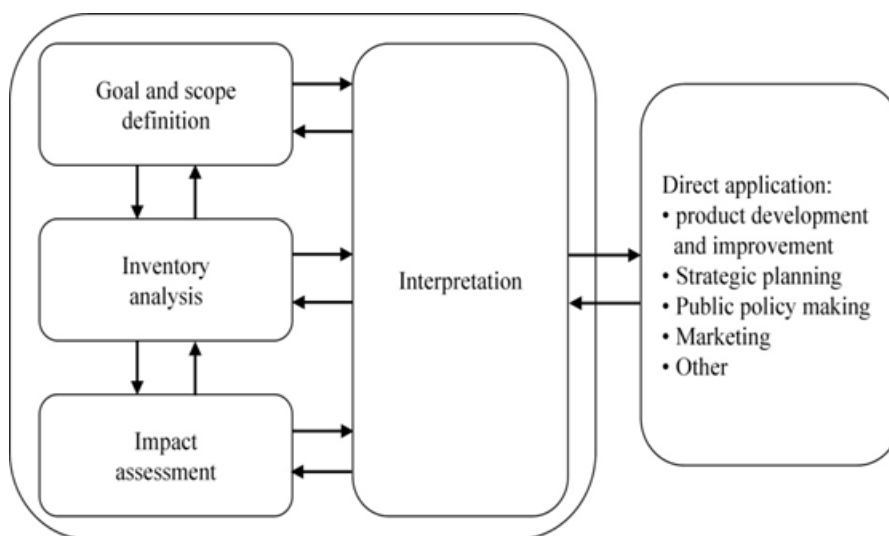 Goal and scope
definition
Inventory
analysis
Impact
assessment
Interpretation
Direct application:
• product development
and improvement
• Strategic planning
• Public policy making
• Marketing
• Other